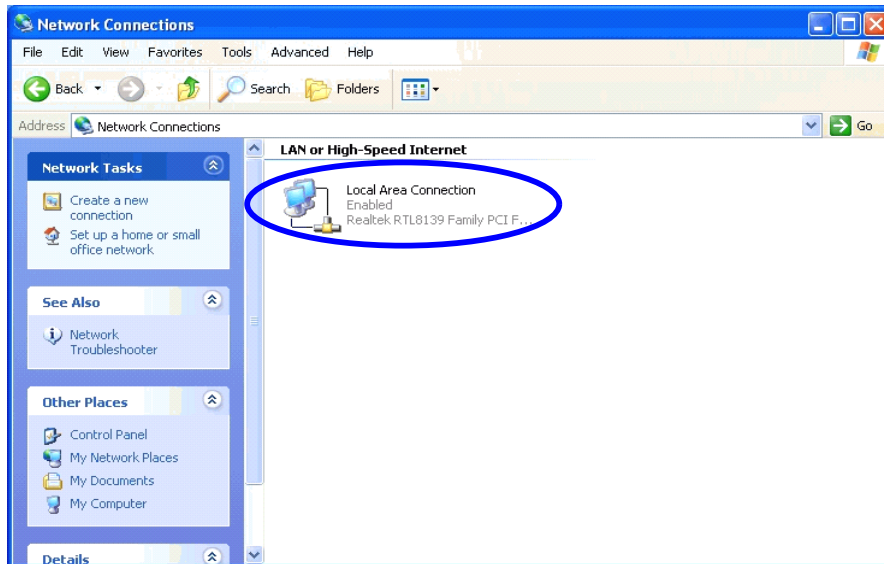 Network Connections
File Edit View Favorites Tools Advanced Help
Back Search Folders
Address Network Connections Go
Network Tasks
Create a new
connection
Set up a home or small
office network
See Also
Network
Troubleshooter
Other Places
Control Panel
My Network Places
My Documents
My Computer
Details
LAN or High-Speed Internet
Local Area Connection
Enabled
Realtek RTL8139 Family PCI F...